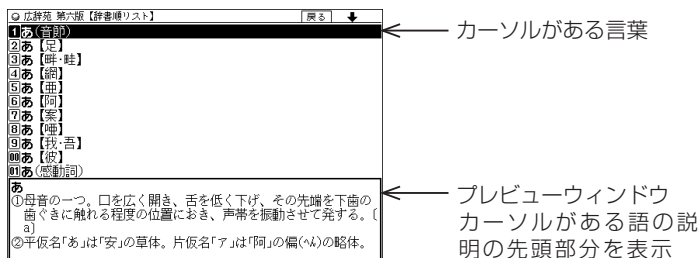 広辞苑 第六版【辞書順リスト】 戻る ↓
1あ(音節)
2あ【足】
3あ【畔・畦】
4あ【網】
5あ【亜】
6あ【阿】
7あ【案】
8あ【唖】
9あ【我・吾】
00あ【彼】
01あ(感動詞)
あ
①母音の一つ。口を広く開き、舌を低く下げ、その先端を下歯の
歯ぐきに触れる程度の位置におき、声帯を振動させて発する。〔
a〕
②平仮名「あ」は「安」の草体。片仮名「ア」は「阿」の偏(へん)の略体。
カーソルがある言葉
プレビューウィンドウ
カーソルがある語の説
明の先頭部分を表示